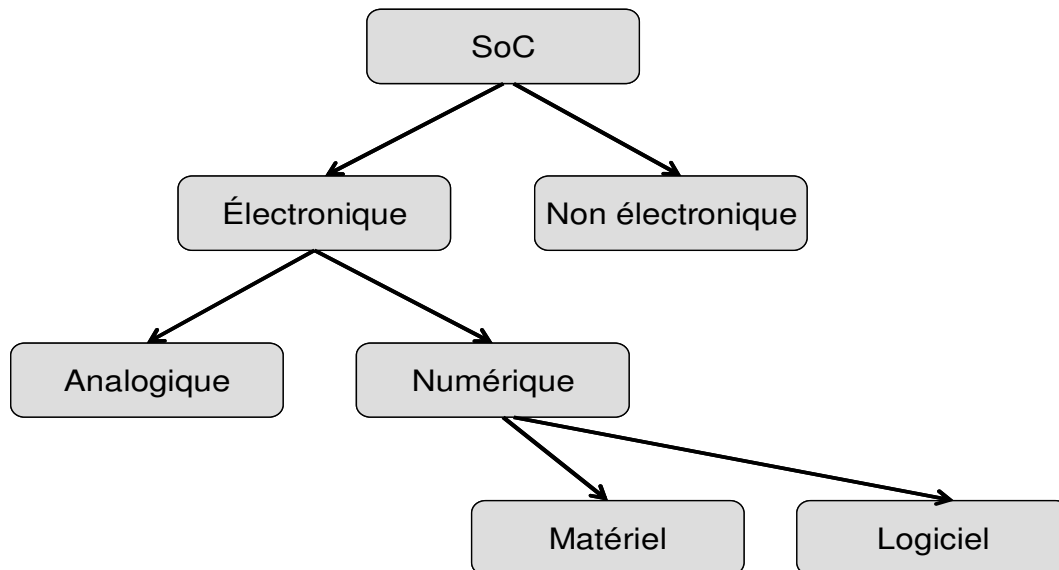 SoC
Électronique
Non électronique
Analogique
Numérique
Matériel
Logiciel